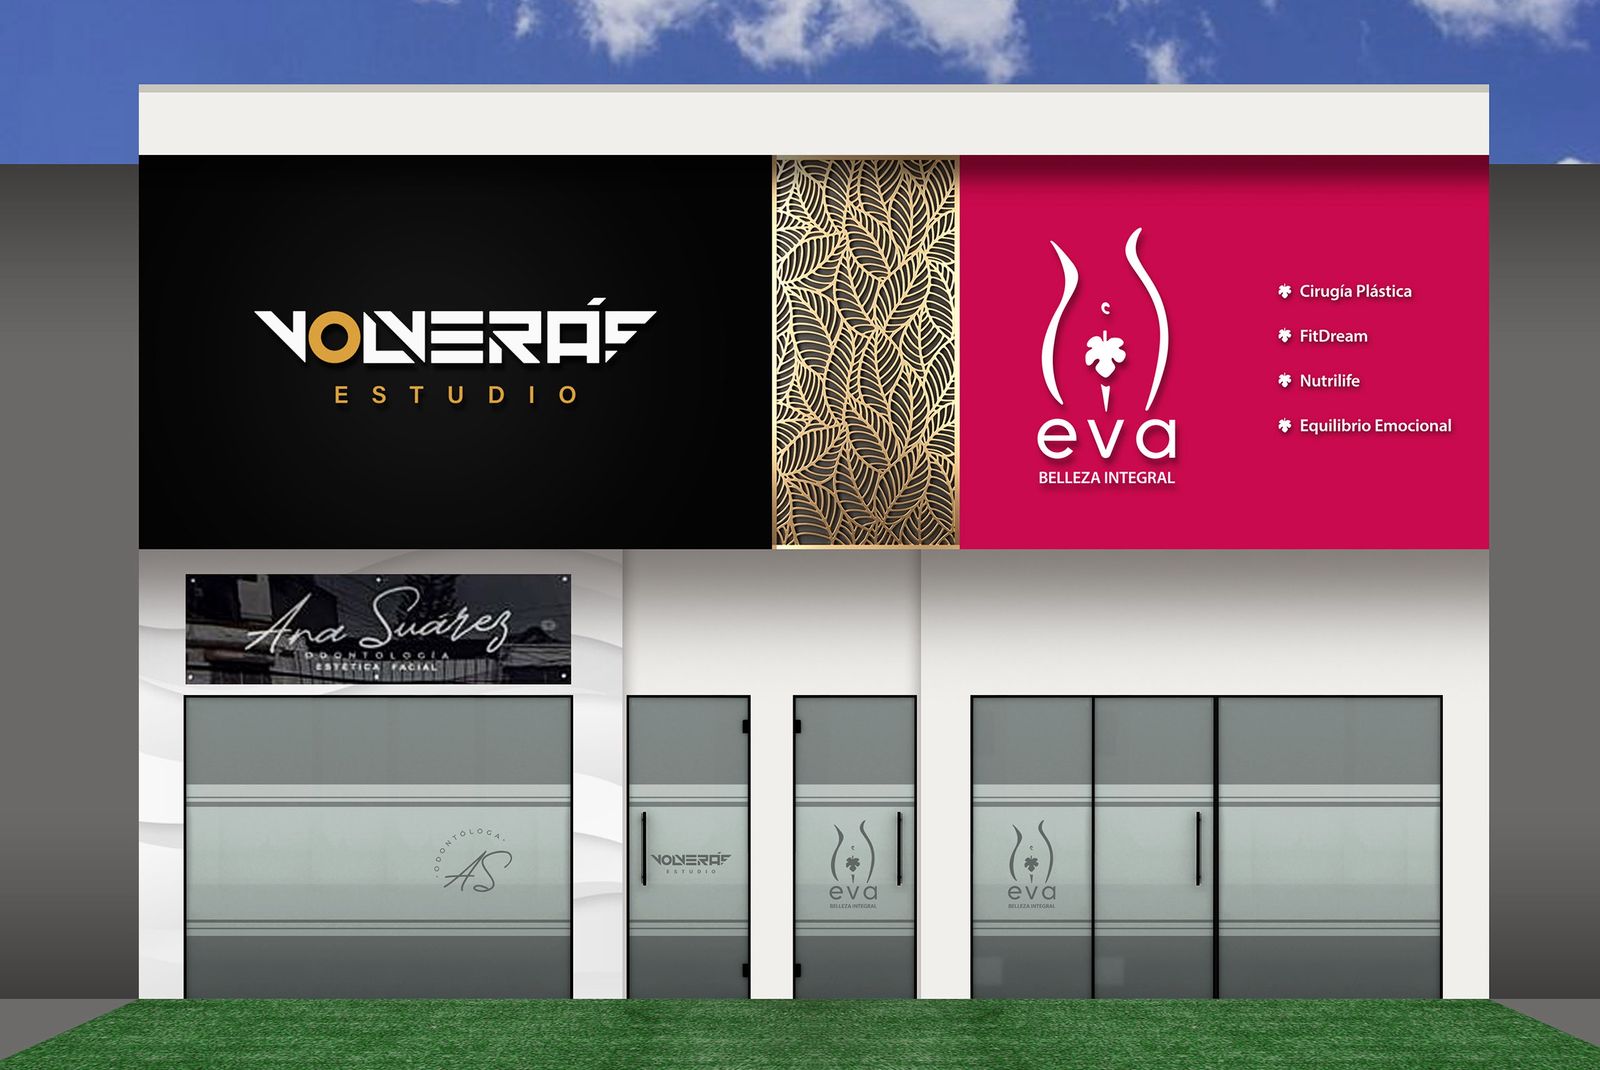 VOLVERÁS
ESTUDIO
eva
BELLEZA INTEGRAL
Cirugía Plástica
FitDream
Nutrilife
Equilibrio Emocional
Ana Suárez
ODONTOLOGÍA
ESTÉTICA FACIAL
·ODONTÓLOGA·
AS
VOLVERÁS
ESTUDIO
eva
BELLEZA INTEGRAL
eva
BELLEZA INTEGRAL